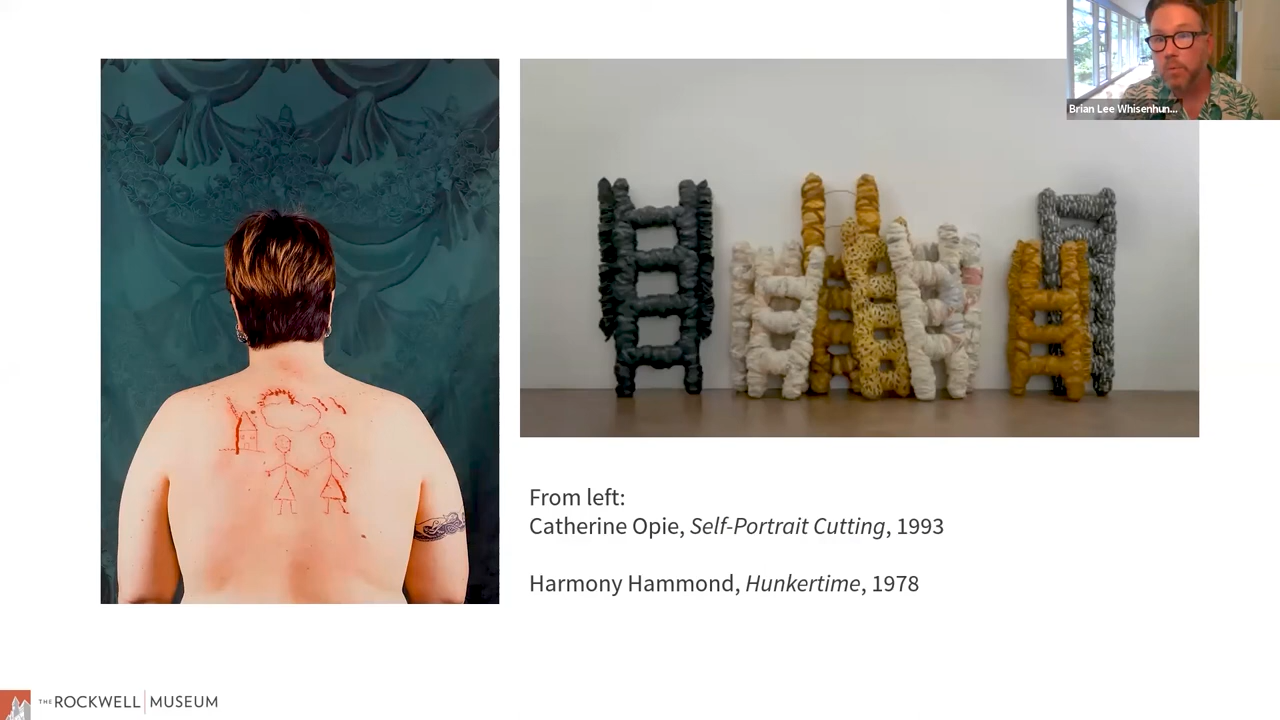 Brian Lee Whisenhun...
From left:
Catherine Opie, Self-Portrait Cutting, 1993
Harmony Hammond, Hunkertime, 1978
THE ROCKWELL MUSEUM